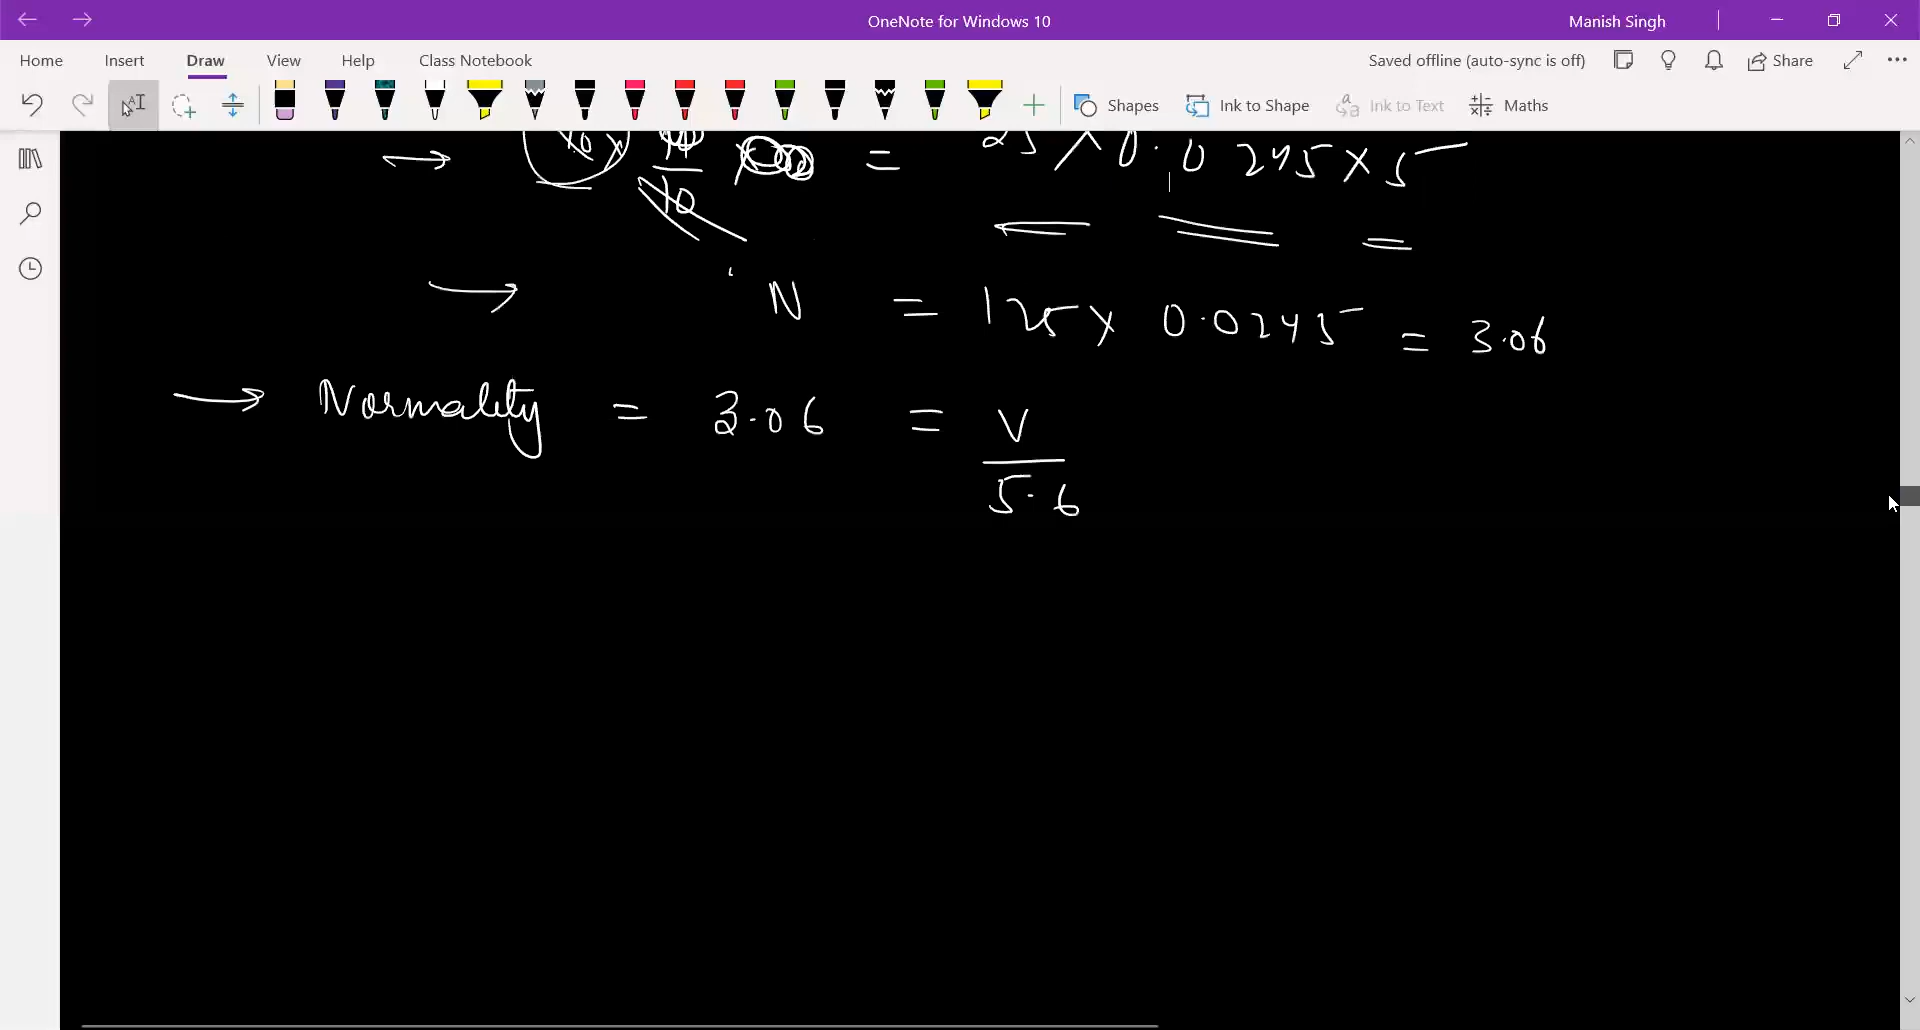 OneNote for Windows 10
Manish Singh
Home Insert Draw View Help Class Notebook
Saved offline (auto-sync is off) Share
Shapes Ink to Shape Ink to Text Maths
→ = 25 × 0.0245 × 5
10
→ N = 125 × 0.0245 = 3.06
→ Normality = 3.06 = V
5.6